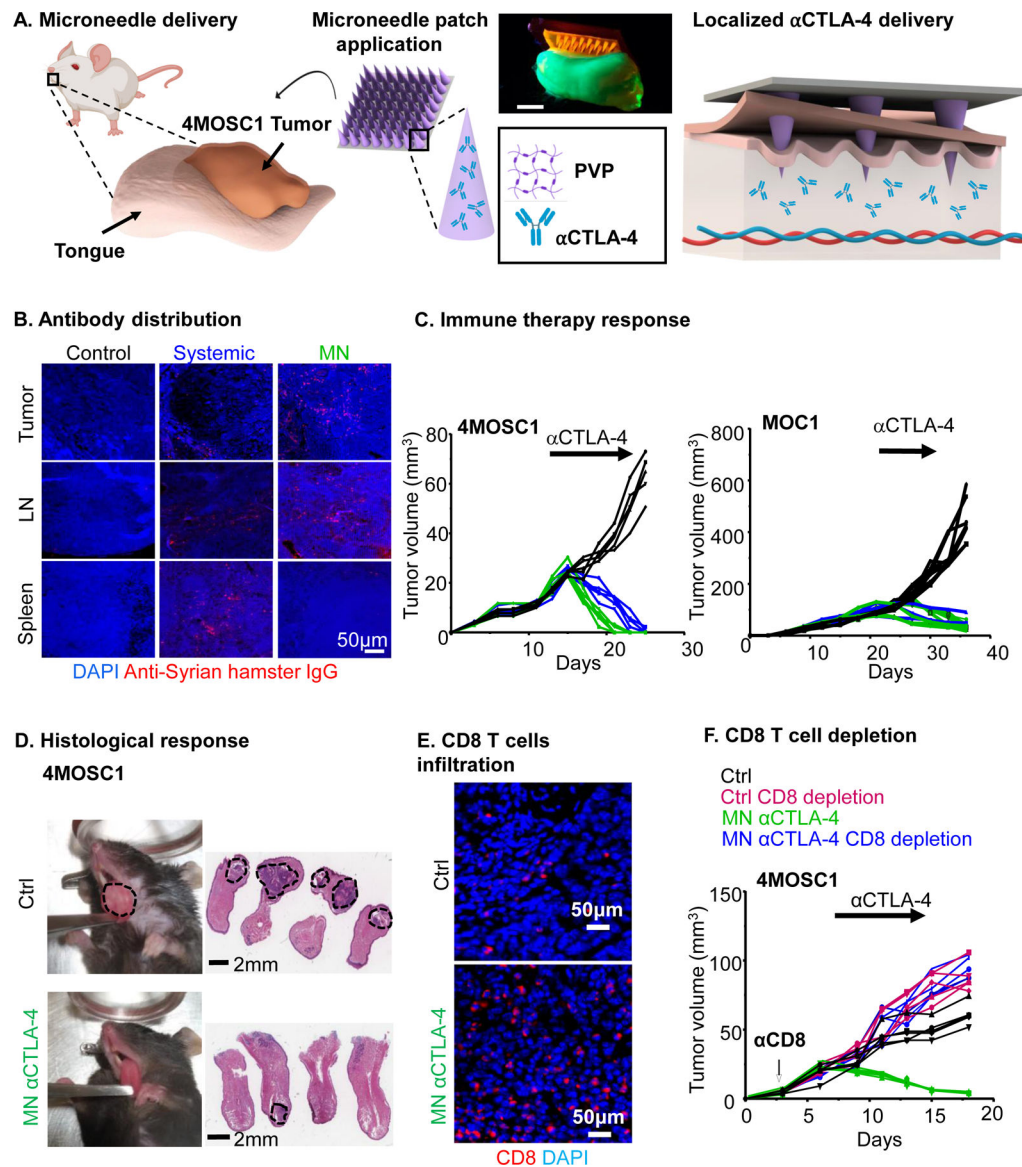 A. Microneedle delivery
Microneedle patch
application
Localized αCTLA-4 delivery
4MOSC1 Tumor
Tongue
PVP
αCTLA-4
B. Antibody distribution
Control Systemic MN
Tumor
LN
Spleen
50µm
DAPI Anti-Syrian hamster IgG
C. Immune therapy response
4MOSC1
αCTLA-4
Tumor volume (mm³)
80
60
40
20
0
0 10 20 30
Days
MOC1
αCTLA-4
Tumor volume (mm³)
800
600
400
200
0
0 10 20 30 40
Days
D. Histological response
4MOSC1
Ctrl
2mm
MN αCTLA-4
2mm
E. CD8 T cells
infiltration
Ctrl
50µm
MN αCTLA-4
50µm
CD8 DAPI
F. CD8 T cell depletion
Ctrl
Ctrl CD8 depletion
MN αCTLA-4
MN αCTLA-4 CD8 depletion
4MOSC1
αCTLA-4
αCD8
Tumor volume (mm³)
150
100
50
0
0 5 10 15 20
Days